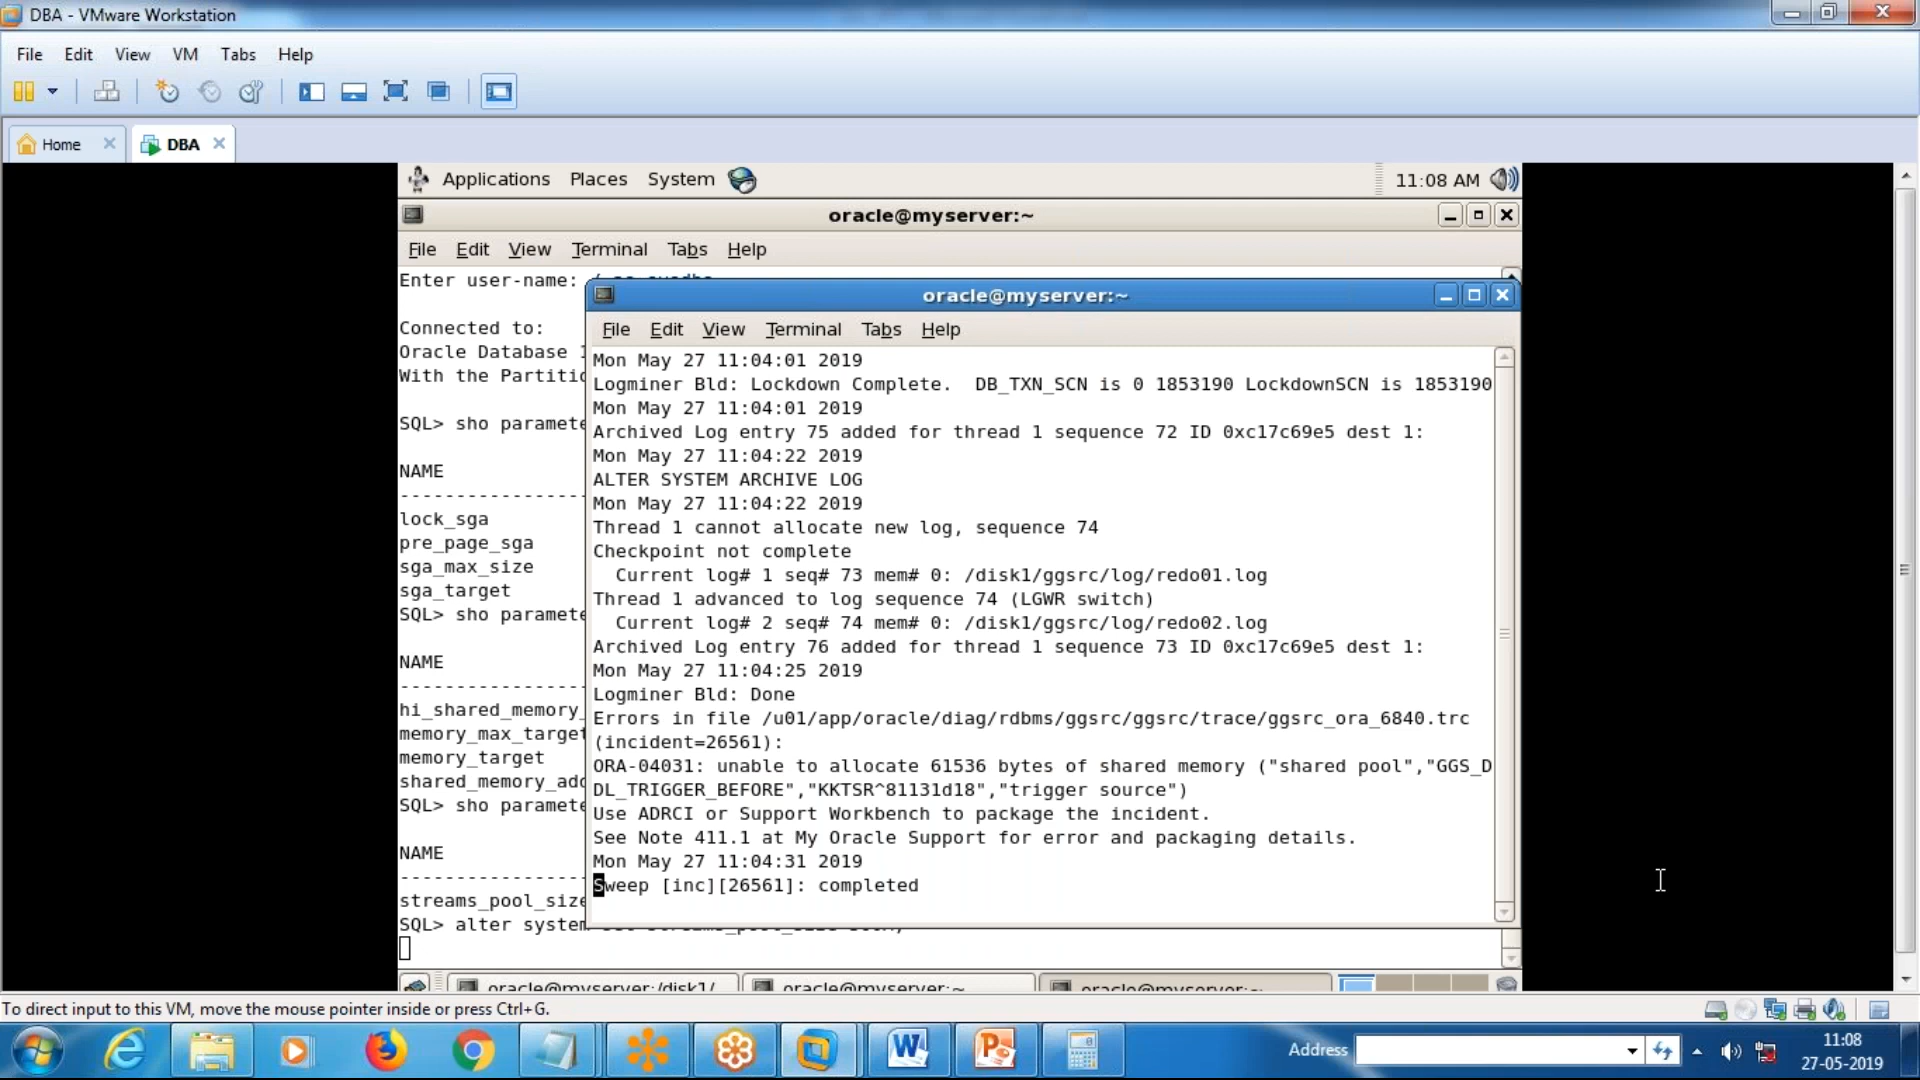 DBA - VMware Workstation
File Edit View VM Tabs Help
Home
DBA
Applications Places System
11:08 AM
oracle@myserver:~
File Edit View Terminal Tabs Help
Enter user-name:
Connected to:
Oracle Database
With the Partitio
SQL> sho paramete
NAME
lock_sga
pre_page_sga
sga_max_size
sga_target
SQL> sho paramete
NAME
hi_shared_memory_
memory_max_target
memory_target
shared_memory_add
SQL> sho paramete
NAME
streams_pool_size
SQL> alter system
oracle@myserver:~
File Edit View Terminal Tabs Help
Mon May 27 11:04:01 2019
Logminer Bld: Lockdown Complete.  DB_TXN_SCN is 0 1853190 LockdownSCN is 1853190
Mon May 27 11:04:01 2019
Archived Log entry 75 added for thread 1 sequence 72 ID 0xc17c69e5 dest 1:
Mon May 27 11:04:22 2019
ALTER SYSTEM ARCHIVE LOG
Mon May 27 11:04:22 2019
Thread 1 cannot allocate new log, sequence 74
Checkpoint not complete
  Current log# 1 seq# 73 mem# 0: /disk1/ggsrc/log/redo01.log
Thread 1 advanced to log sequence 74 (LGWR switch)
  Current log# 2 seq# 74 mem# 0: /disk1/ggsrc/log/redo02.log
Archived Log entry 76 added for thread 1 sequence 73 ID 0xc17c69e5 dest 1:
Mon May 27 11:04:25 2019
Logminer Bld: Done
Errors in file /u01/app/oracle/diag/rdbms/ggsrc/ggsrc/trace/ggsrc_ora_6840.trc
(incident=26561):
ORA-04031: unable to allocate 61536 bytes of shared memory ("shared pool","GGS_D
DL_TRIGGER_BEFORE","KKTSR^81131d18","trigger source")
Use ADRCI or Support Workbench to package the incident.
See Note 411.1 at My Oracle Support for error and packaging details.
Mon May 27 11:04:31 2019
Sweep [inc][26561]: completed
oracle@myserver:/disk1/
oracle@myserver:~
oracle@myserver:~
To direct input to this VM, move the mouse pointer inside or press Ctrl+G.
Address
11:08
27-05-2019